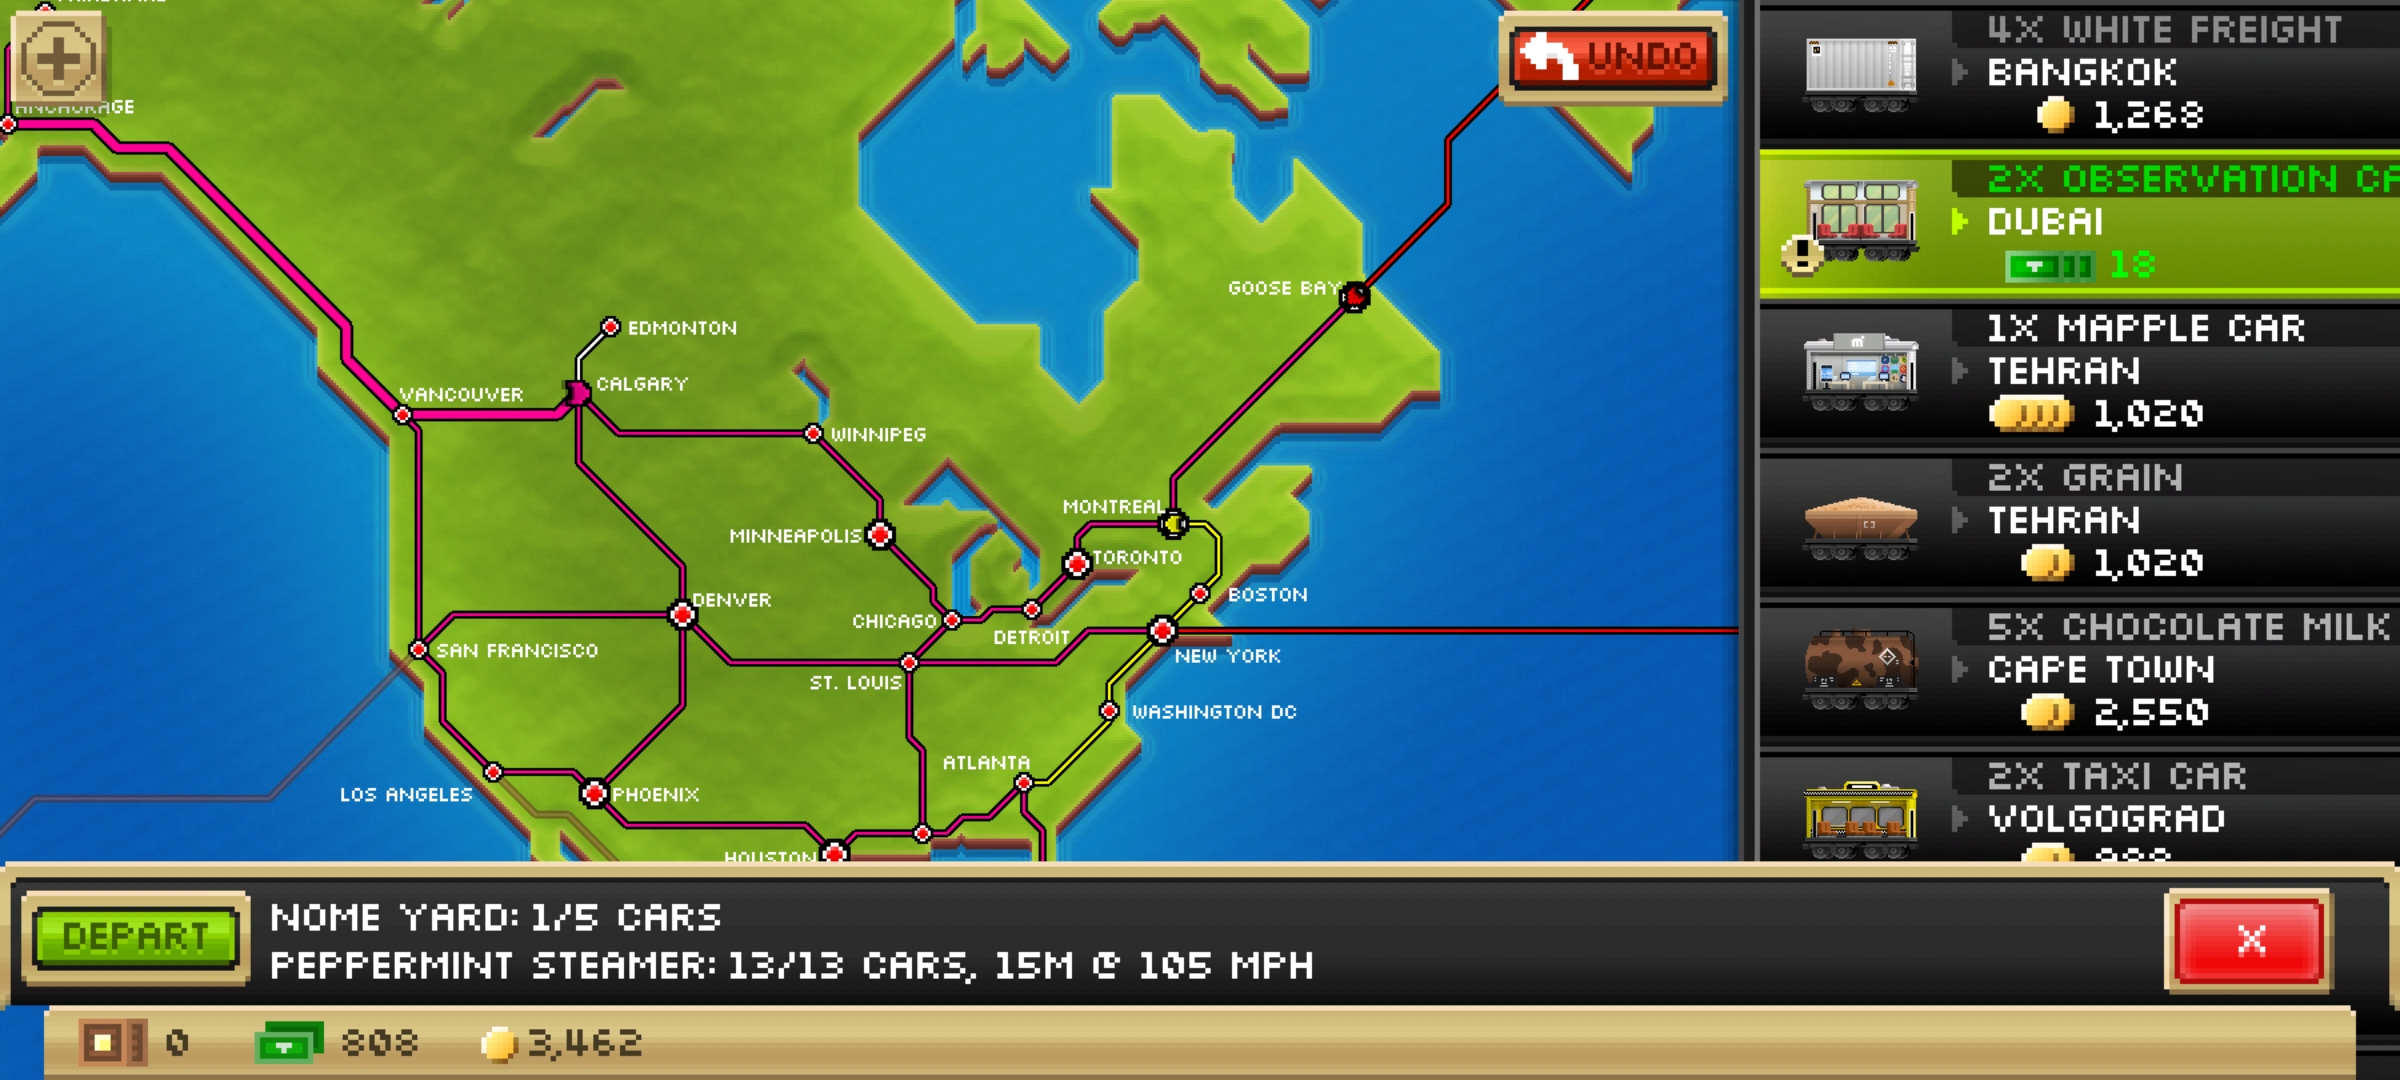 ANCHORAGE
UNDO
GOOSE BAY
EDMONTON
CALGARY
VANCOUVER
WINNIPEG
MONTREAL
MINNEAPOLIS
TORONTO
BOSTON
DENVER
CHICAGO
DETROIT
SAN FRANCISCO
NEW YORK
ST. LOUIS
WASHINGTON DC
ATLANTA
LOS ANGELES
PHOENIX
HOUSTON
4X WHITE FREIGHT
BANGKOK
1,268
2X OBSERVATION CA
DUBAI
18
1X MAPPLE CAR
TEHRAN
1,020
2X GRAIN
TEHRAN
1,020
5X CHOCOLATE MILK
CAPE TOWN
2,550
2X TAXI CAR
VOLGOGRAD
DEPART
NOME YARD: 1/5 CARS
PEPPERMINT STEAMER: 13/13 CARS, 15M @ 105 MPH
X
0
808
3,462